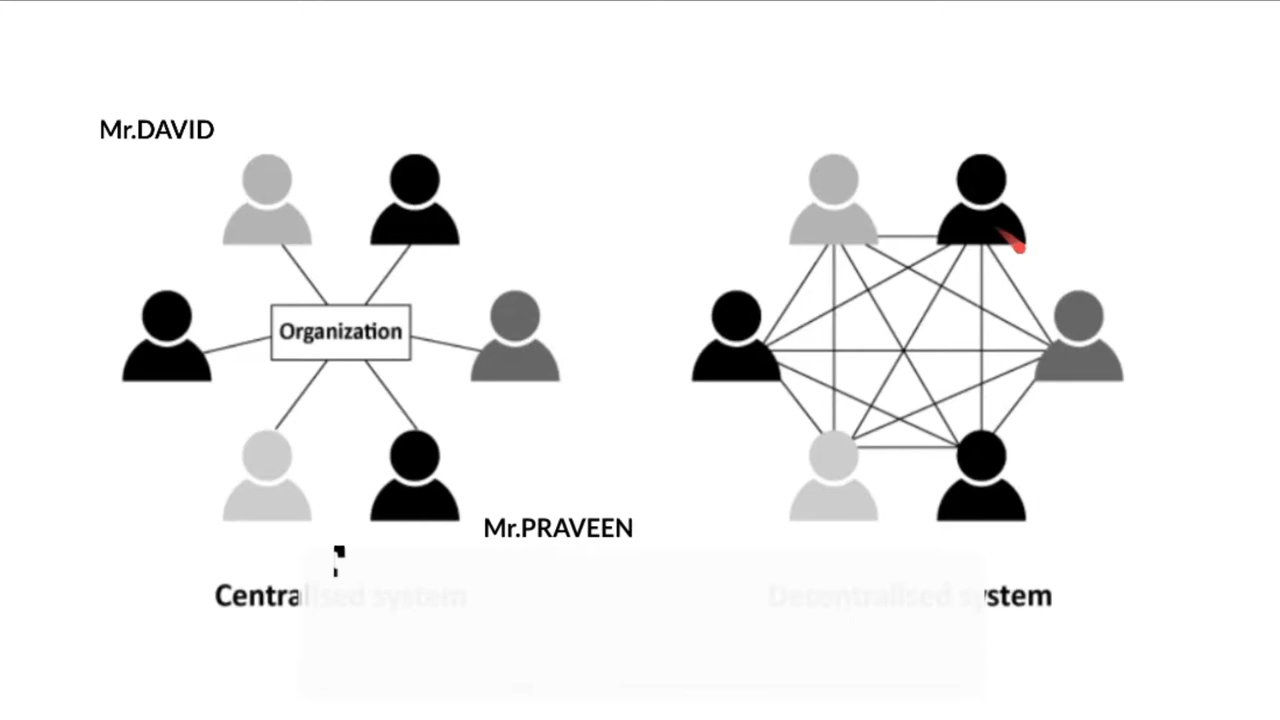 Mr.DAVID
Organization
Mr.PRAVEEN
Centralised system
Decentralised system